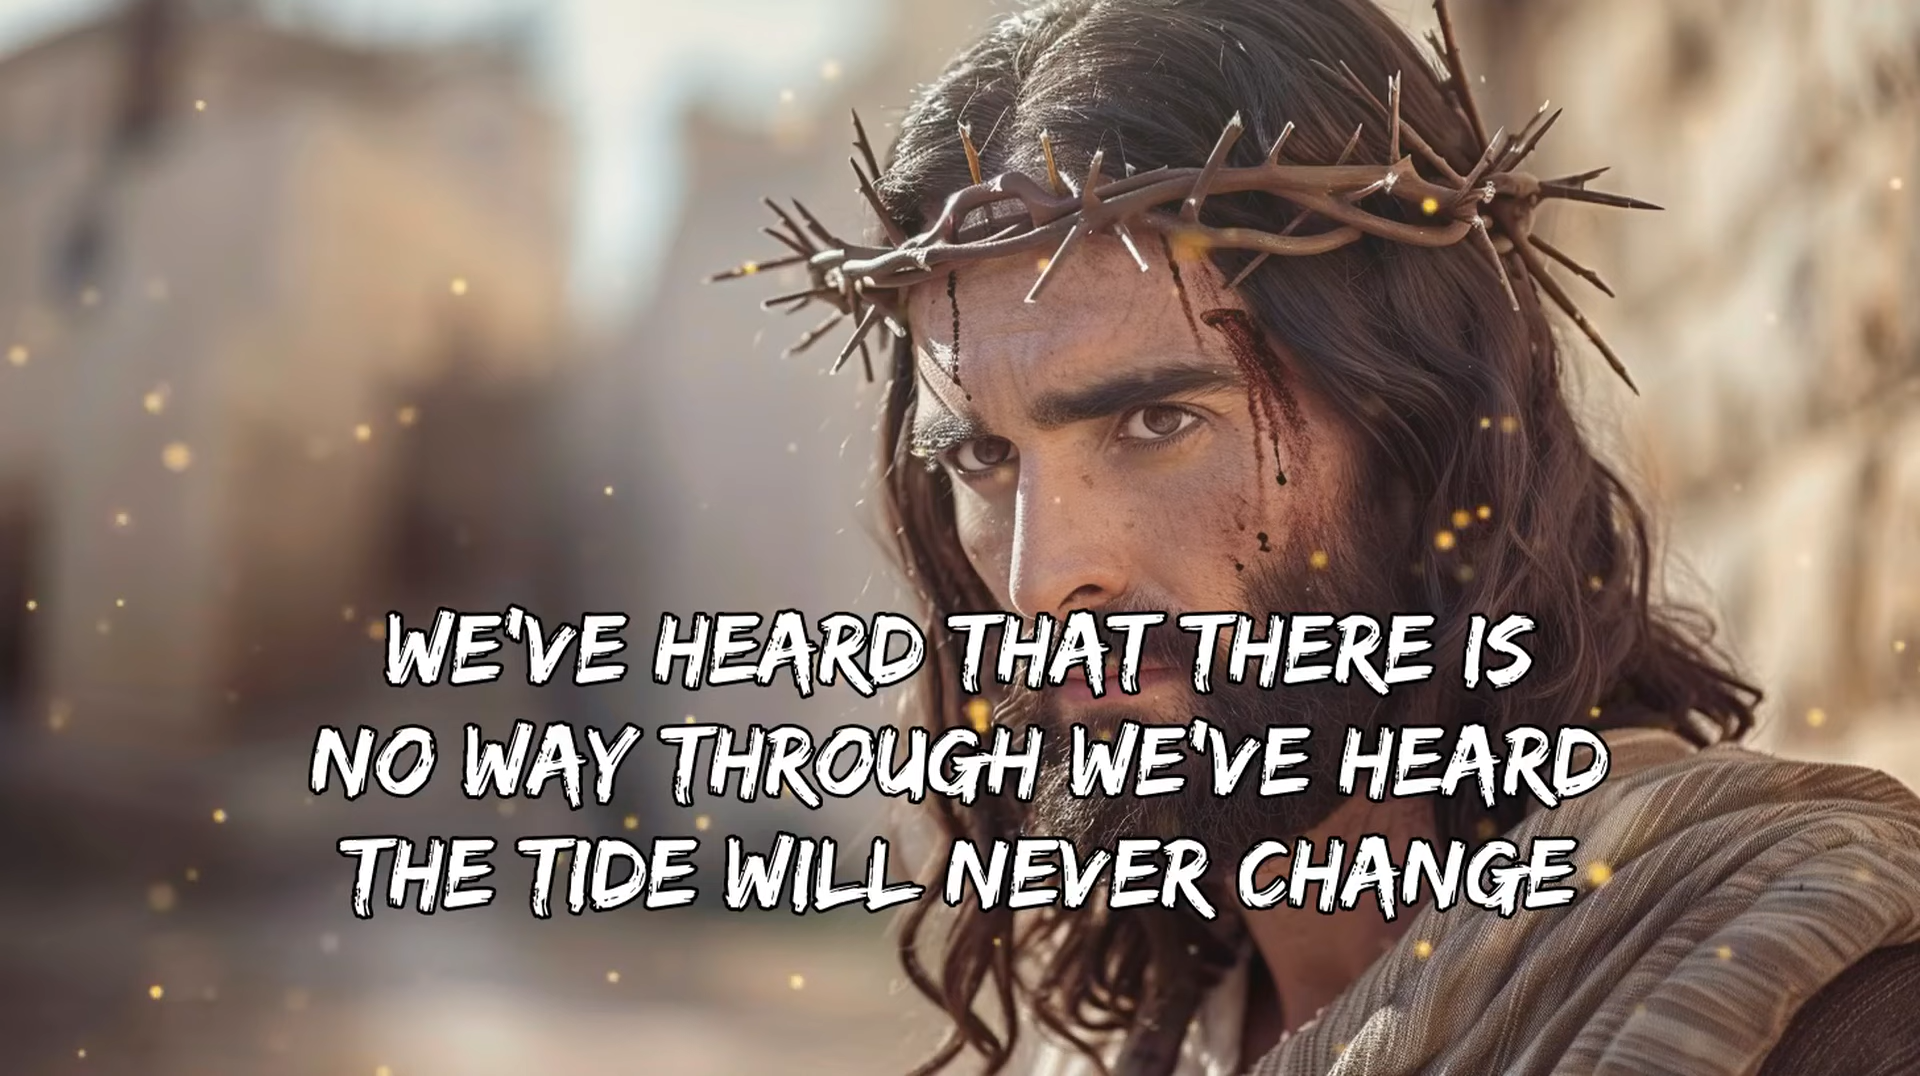 WE'VE HEARD THAT THERE IS
NO WAY THROUGH WE'VE HEARD
THE TIDE WILL NEVER CHANGE